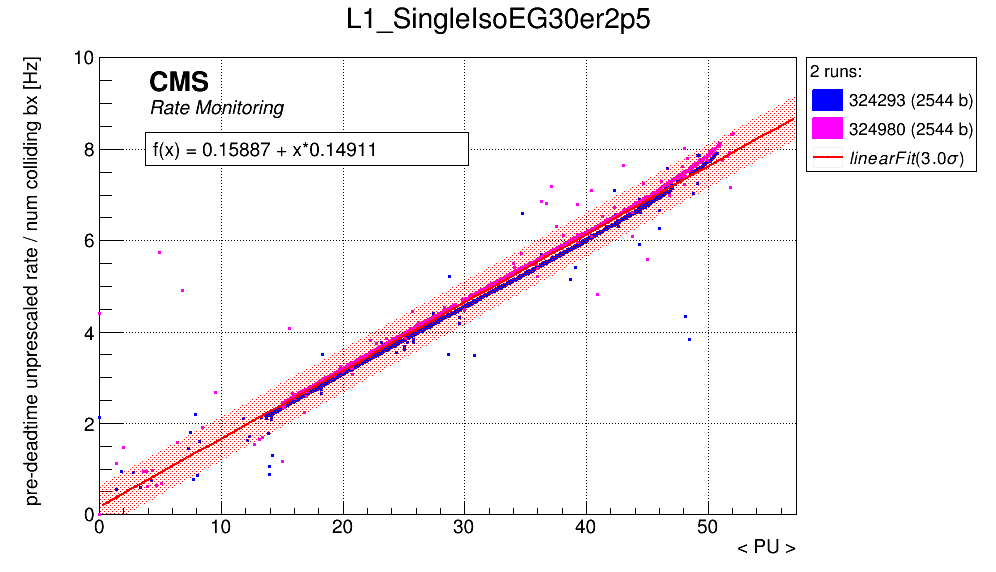 L1_SingleIsoEG30er2p5
pre-deadtime unprescaled rate / num colliding bx [Hz]
10
8
6
4
2
0
CMS
Rate Monitoring
f(x) = 0.15887 + x*0.14911
2 runs:
324293 (2544 b)
324980 (2544 b)
linearFit(3.0σ)
0 10 20 30 40 50
< PU >